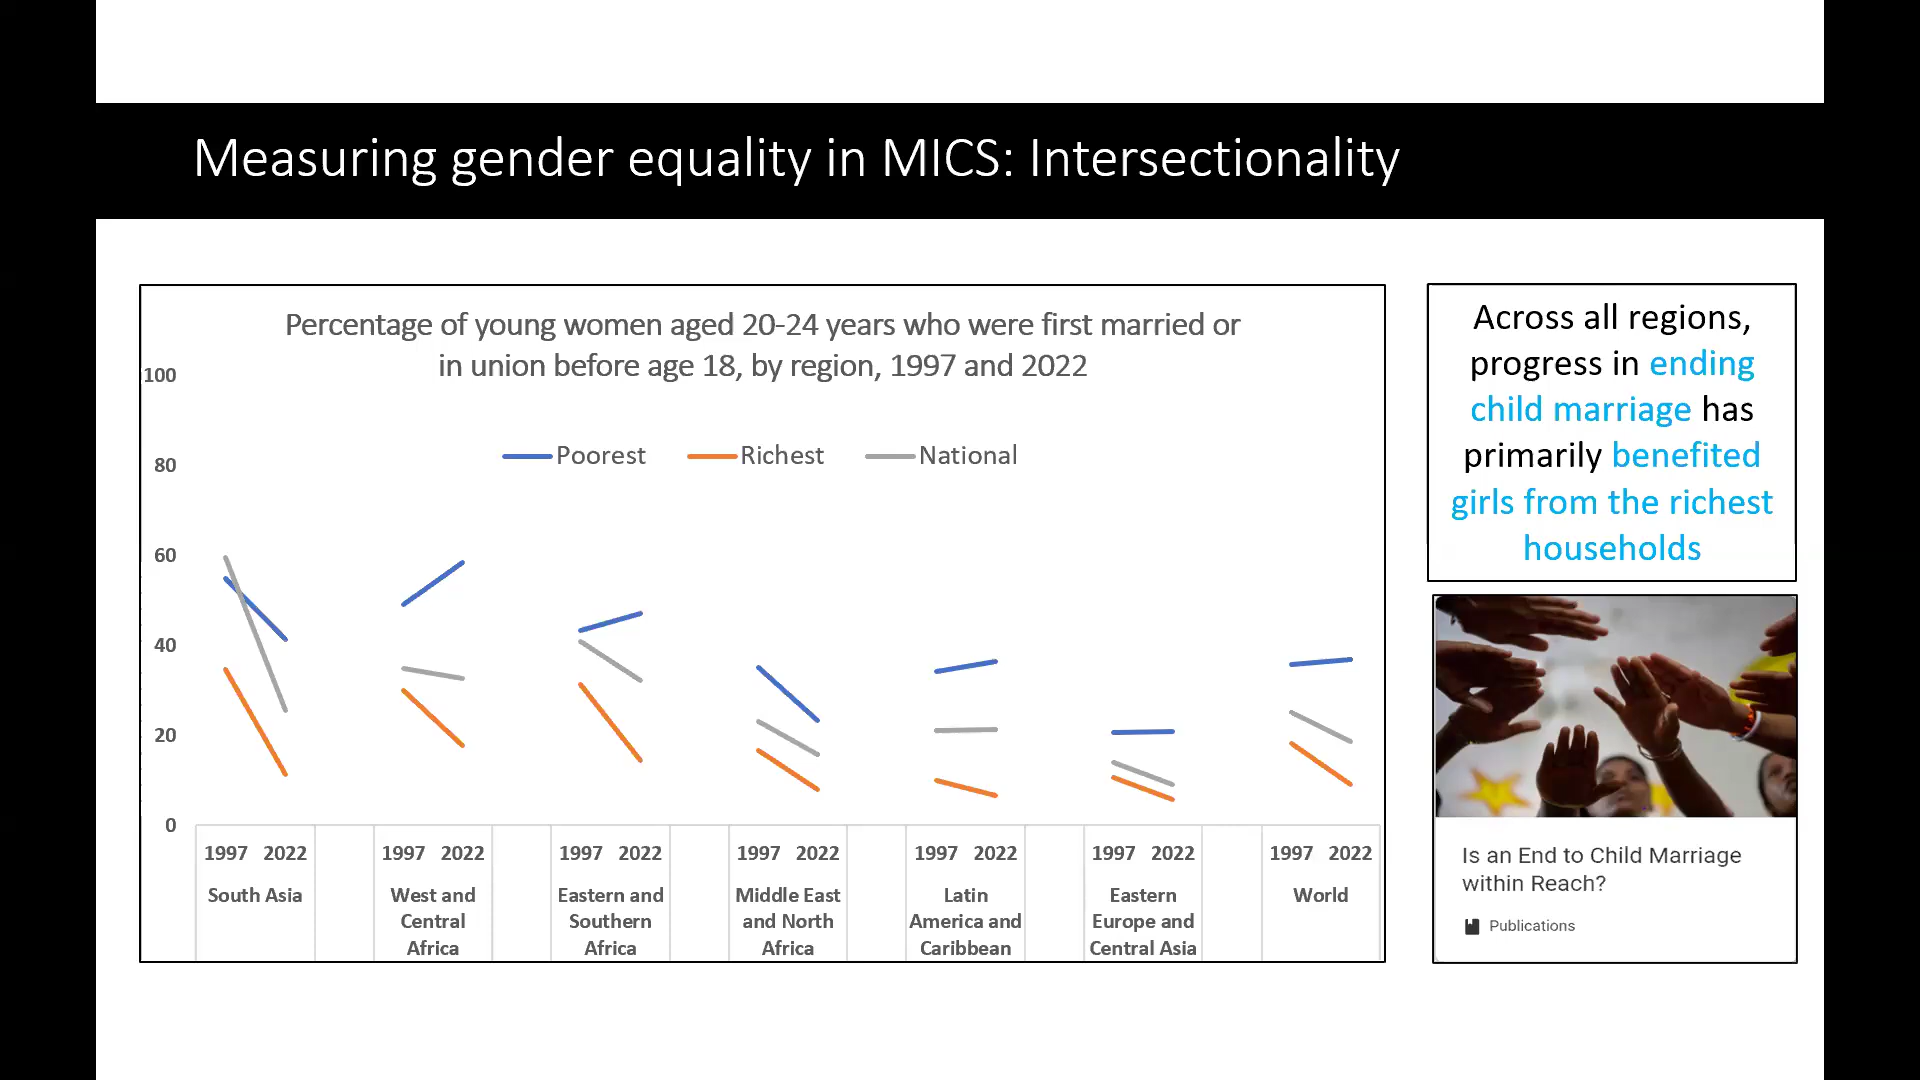 Measuring gender equality in MICS: Intersectionality
Percentage of young women aged 20-24 years who were first married or
in union before age 18, by region, 1997 and 2022
100
80
60
40
20
0
Poorest
Richest
National
1997 2022
South Asia
1997 2022
West and
Central
Africa
1997 2022
Eastern and
Southern
Africa
1997 2022
Middle East
and North
Africa
1997 2022
Latin
America and
Caribbean
1997 2022
Eastern
Europe and
Central Asia
1997 2022
World
Across all regions,
progress in ending
child marriage has
primarily benefited
girls from the richest
households
Is an End to Child Marriage
within Reach?
Publications